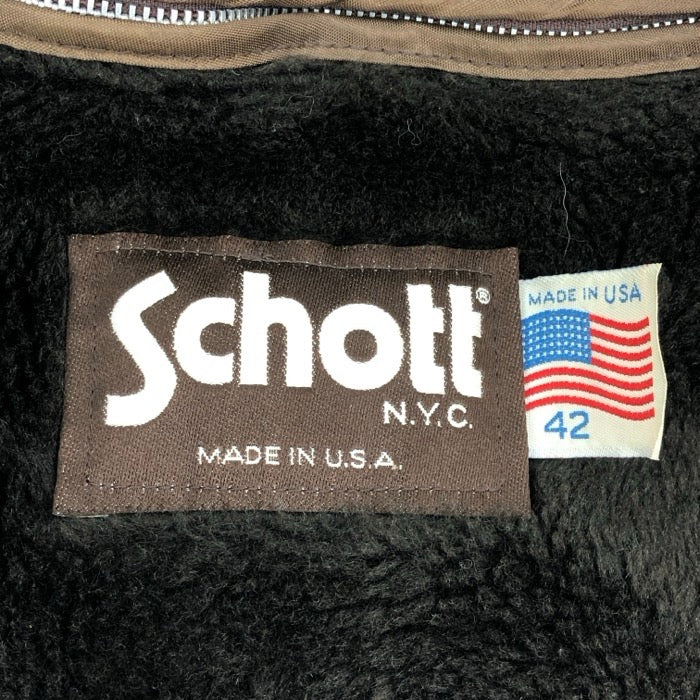 Schott®
N.Y.C.
MADE IN U.S.A.
MADE IN USA
42